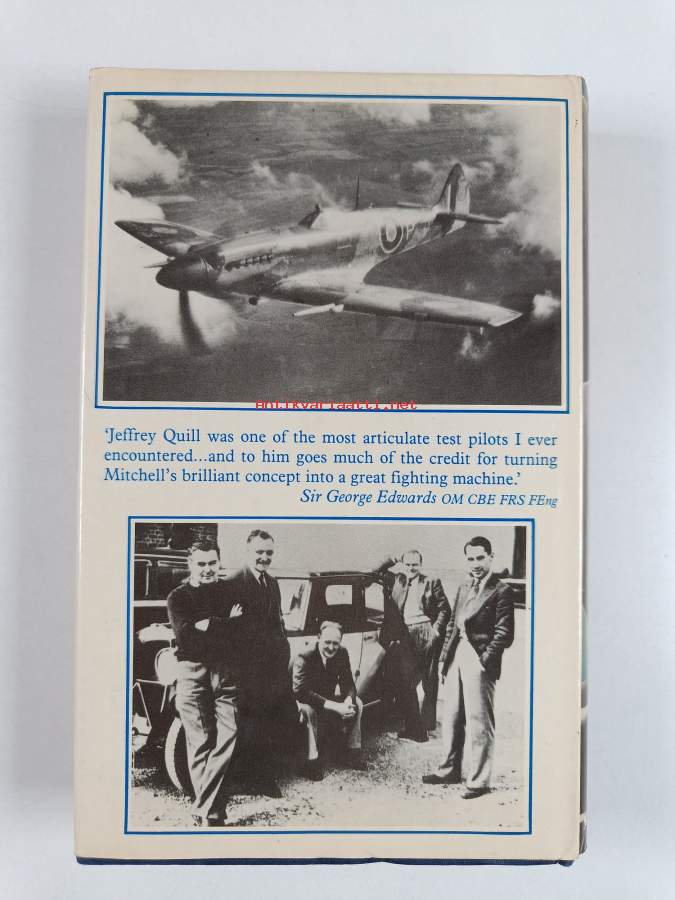 antikvariaatti.net
'Jeffrey Quill was one of the most articulate test pilots I ever
encountered...and to him goes much of the credit for turning
Mitchell's brilliant concept into a great fighting machine.'
Sir George Edwards OM CBE FRS FEng